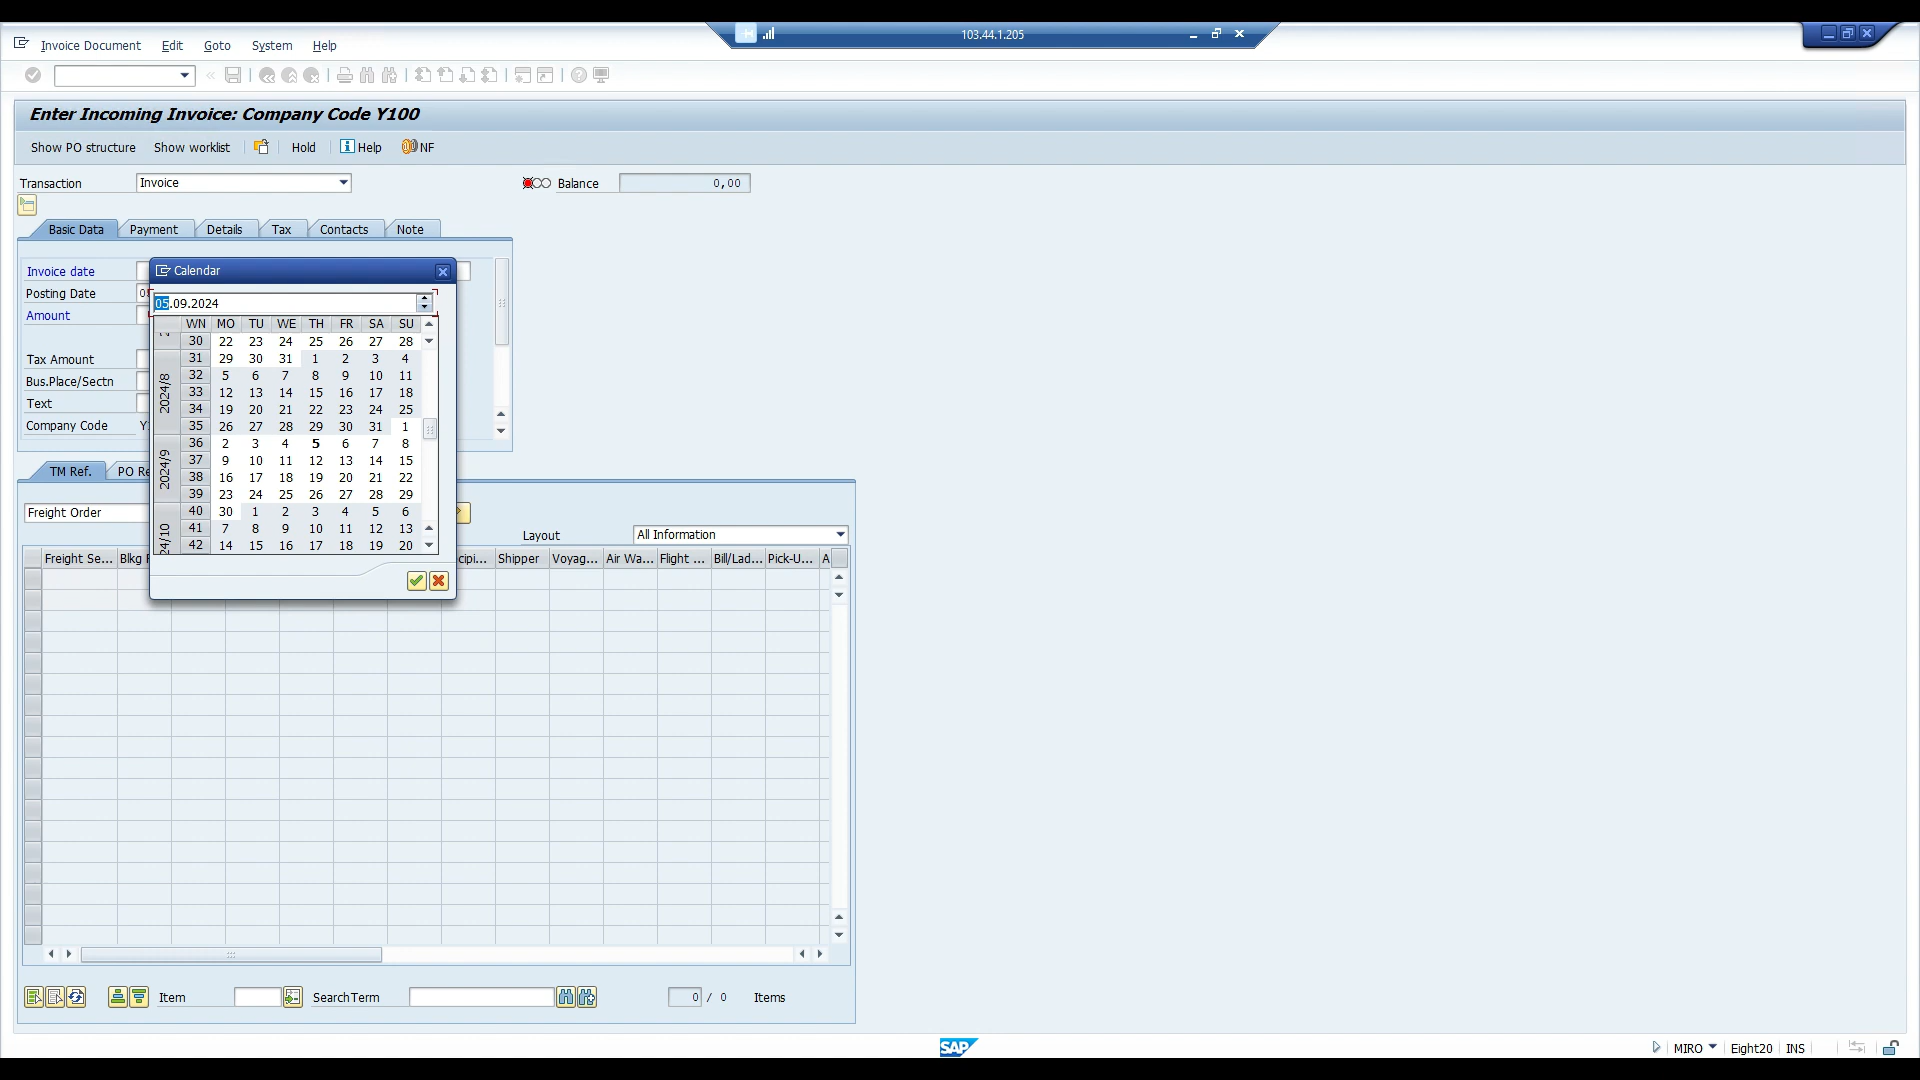 103.44.1.205
Invoice Document Edit Goto System Help
Enter Incoming Invoice: Company Code Y100
Show PO structure Show worklist Hold Help NF
Transaction Invoice Balance 0,00
Basic Data Payment Details Tax Contacts Note
Invoice date
Posting Date
Amount
Tax Amount
Bus.Place/Sectn
Text
Company Code
Calendar
05.09.2024
WN MO TU WE TH FR SA SU
30 22 23 24 25 26 27 28
31 29 30 31 1 2 3 4
32 5 6 7 8 9 10 11
33 12 13 14 15 16 17 18
34 19 20 21 22 23 24 25
35 26 27 28 29 30 31 1
36 2 3 4 5 6 7 8
37 9 10 11 12 13 14 15
38 16 17 18 19 20 21 22
39 23 24 25 26 27 28 29
40 30 1 2 3 4 5 6
41 7 8 9 10 11 12 13
42 14 15 16 17 18 19 20
2024/8
2024/9
24/10
TM Ref. PO Re
Freight Order
Layout All Information
Freight Se... Blkg cipi... Shipper Voyag... Air Wa... Flight ... Bill/Lad... Pick-U... A
Item SearchTerm 0 / 0 Items
SAP MIRO Eight20 INS